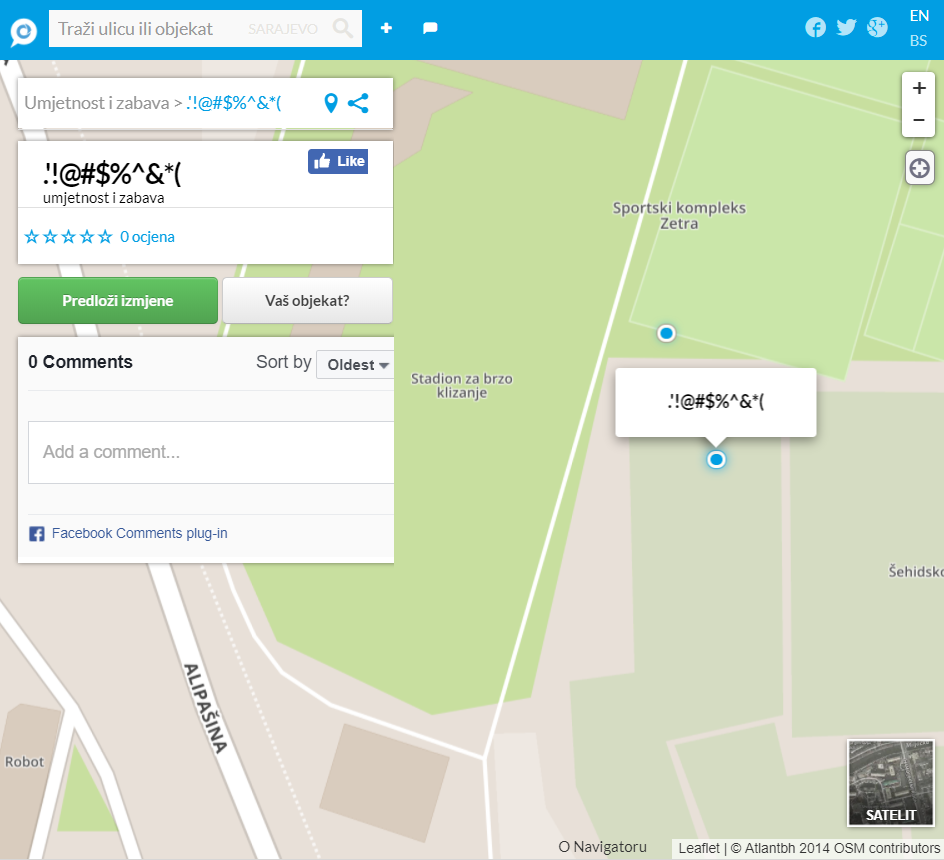 Traži ulicu ili objekat
SARAJEVO
EN
BS
Umjetnost i zabava > .'!@#$%^&*(
.'!@#$%^&*(
Like
umjetnost i zabava
0 ocjena
Predloži izmjene
Vaš objekat?
0 Comments
Sort by
Oldest
Add a comment...
Facebook Comments plug-in
+
−
Sportski kompleks
Zetra
Stadion za brzo
klizanje
.'!@#$%^&*(
Šehidsko
ALIPAŠINA
Robot
SATELIT
O Navigatoru
Leaflet | © Atlantbh 2014 OSM contributors